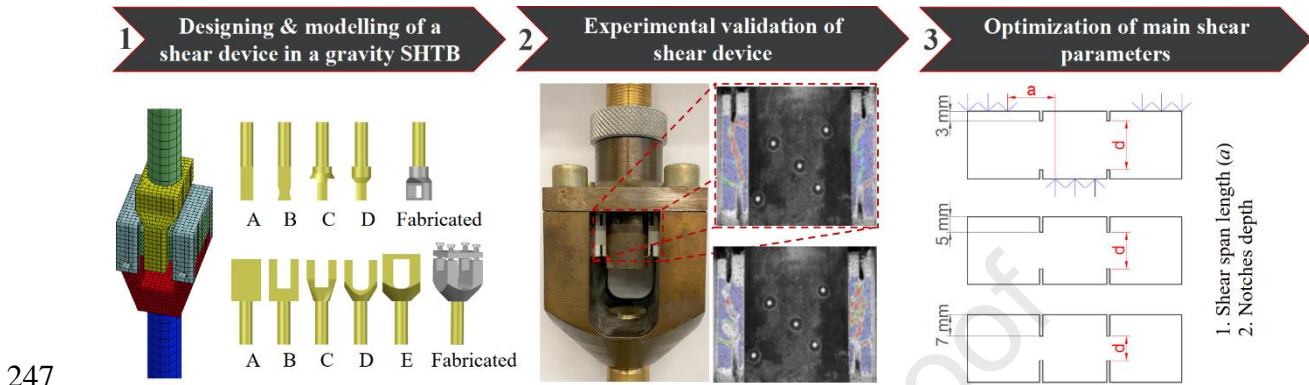 1
Designing & modelling of a
shear device in a gravity SHTB
2
Experimental validation of
shear device
3
Optimization of main shear
parameters
A B C D Fabricated
A B C D E Fabricated
a
3 mm
d
5 mm
d
7 mm
d
1. Shear span length (a)
2. Notches depth
247